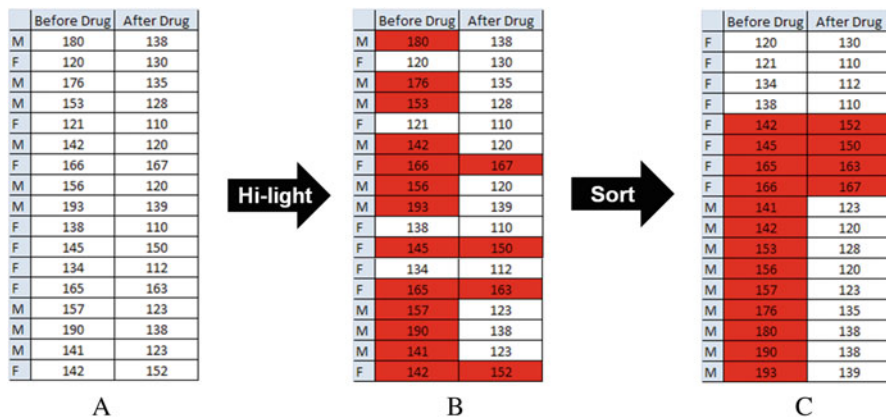 Before Drug After Drug
M 180 138
F 120 130
M 176 135
M 153 128
F 121 110
M 142 120
F 166 167
M 156 120
M 193 139
F 138 110
F 145 150
F 134 112
F 165 163
M 157 123
M 190 138
M 141 123
F 142 152
A
Hi-light
Before Drug After Drug
M 180 138
F 120 130
M 176 135
M 153 128
F 121 110
M 142 120
F 166 167
M 156 120
M 193 139
F 138 110
F 145 150
F 134 112
F 165 163
M 157 123
M 190 138
M 141 123
F 142 152
B
Sort
Before Drug After Drug
F 120 130
F 121 110
F 134 112
F 138 110
F 142 152
F 145 150
F 165 163
F 166 167
M 141 123
M 142 120
M 153 128
M 156 120
M 157 123
M 176 135
M 180 138
M 190 138
M 193 139
C